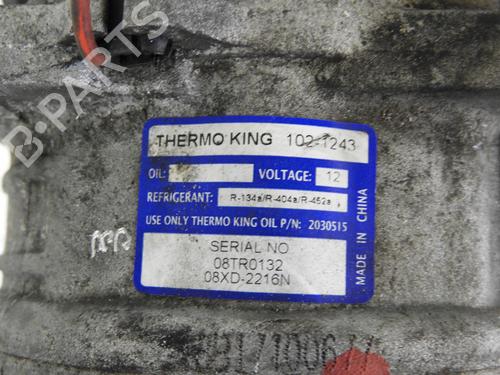 B-PARTS
THERMO KING 102-1243
OIL:
VOLTAGE: 12
REFRIGERANT: R-134a/R-404a/R-452a
USE ONLY THERMO KING OIL P/N: 2030515
SERIAL NO
08TR0132
08XD-2216N
MADE IN CHINA